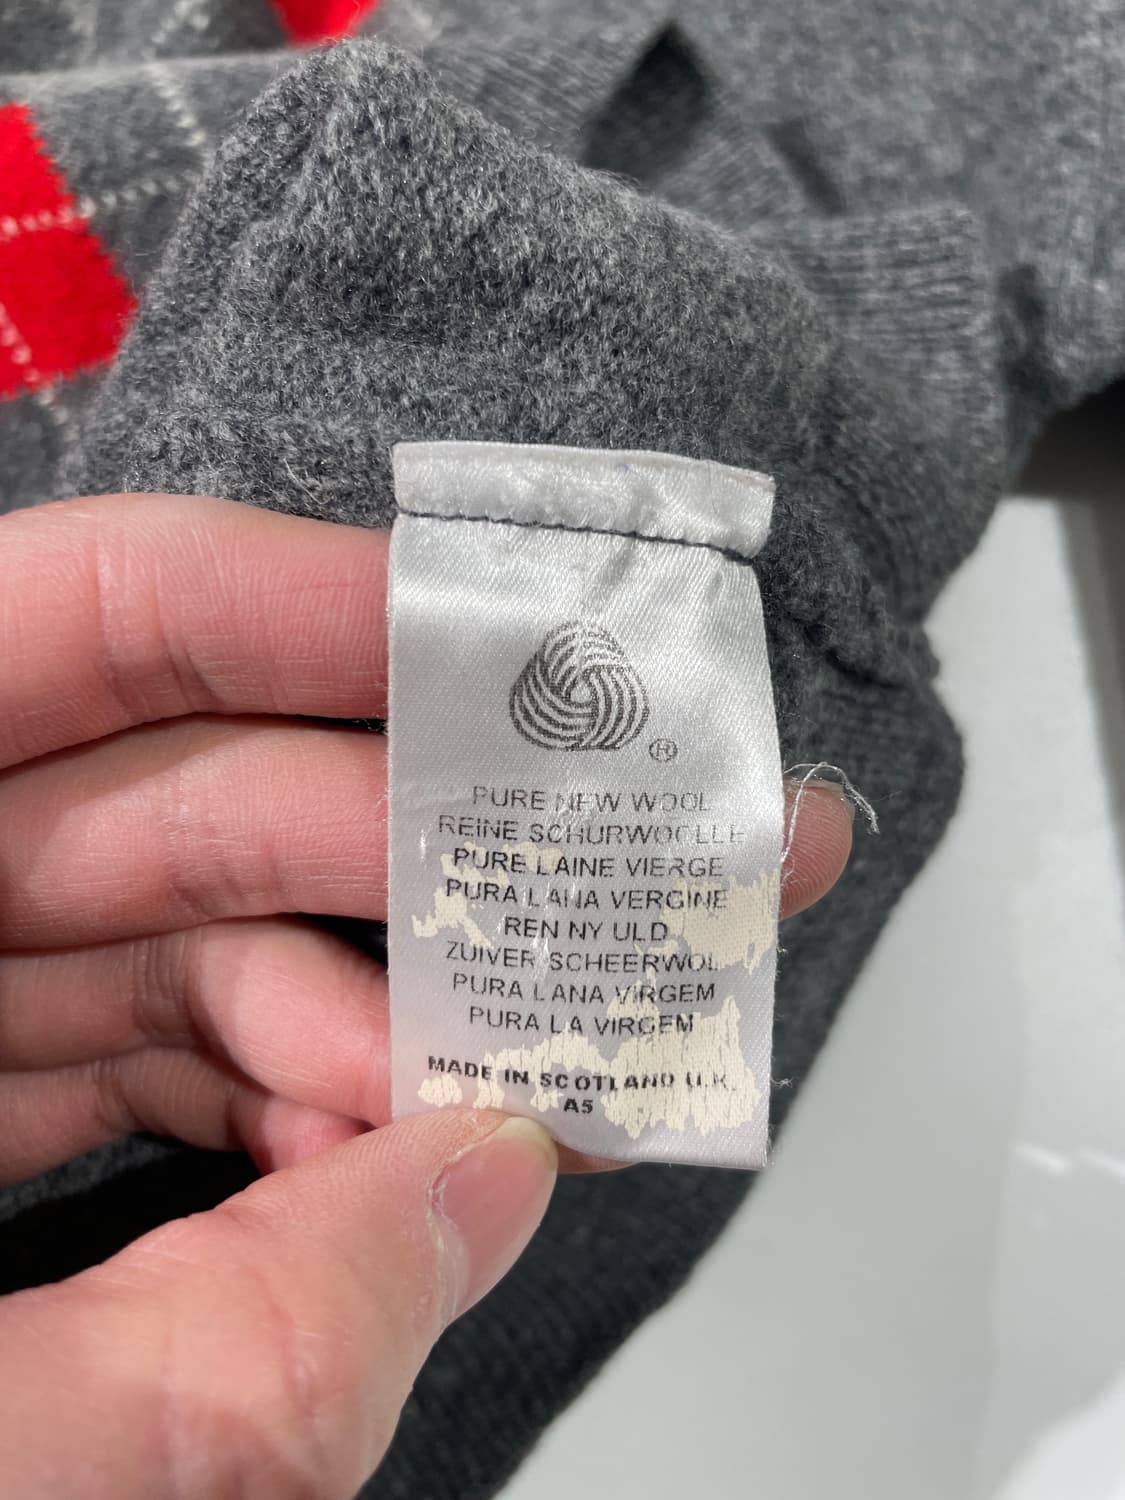 ®
PURE NEW WOOL
REINE SCHURWOLLE
PURE LAINE VIERGE
PURA LANA VERGINE
REN NY ULD
ZUIVER SCHEERWOL
PURA LANA VIRGEM
PURA LA VIRGEM
MADE IN SCOTLAND U.K.
A5